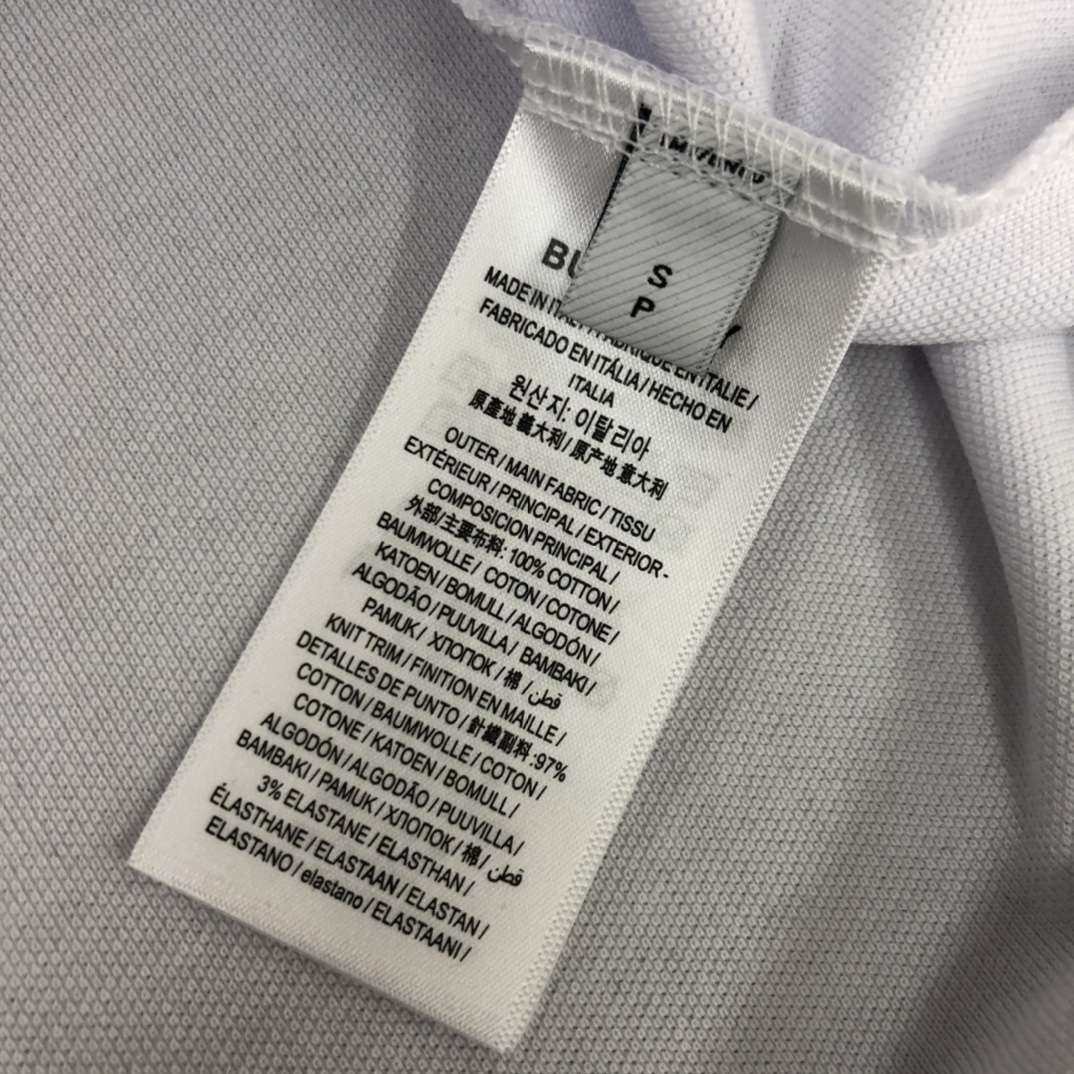 S
P
BU
MADE IN ITALY / FABRIQUE EN ITALIE /
FABRICADO EN ITÁLIA / HECHO EN
ITALIA
원산지: 이탈리아
原產地 義大利 / 原产地 意大利
OUTER / MAIN FABRIC / TISSU
EXTÉRIEUR / PRINCIPAL / EXTERIOR -
COMPOSICION PRINCIPAL /
外部/主要布料: 100% COTTON /
BAUMWOLLE / COTON / COTONE /
KATOEN / BOMULL / ALGODÓN /
ALGODÃO / PUUVILLA / BAMBAKI /
PAMUK / ХЛОПОК / 棉 / قطن
KNIT TRIM / FINITION EN MAILLE /
DETALLES DE PUNTO / 針織副料 :97%
COTTON / BAUMWOLLE / COTON /
COTONE / KATOEN / BOMULL /
ALGODÓN / ALGODÃO / PUUVILLA /
BAMBAKI / PAMUK / ХЛОПОК / 棉 / قطن
3% ELASTANE / ELASTHAN /
ÉLASTHANE / ELASTAAN / ELASTAN /
ELASTANO / elastano / ELASTAANI /